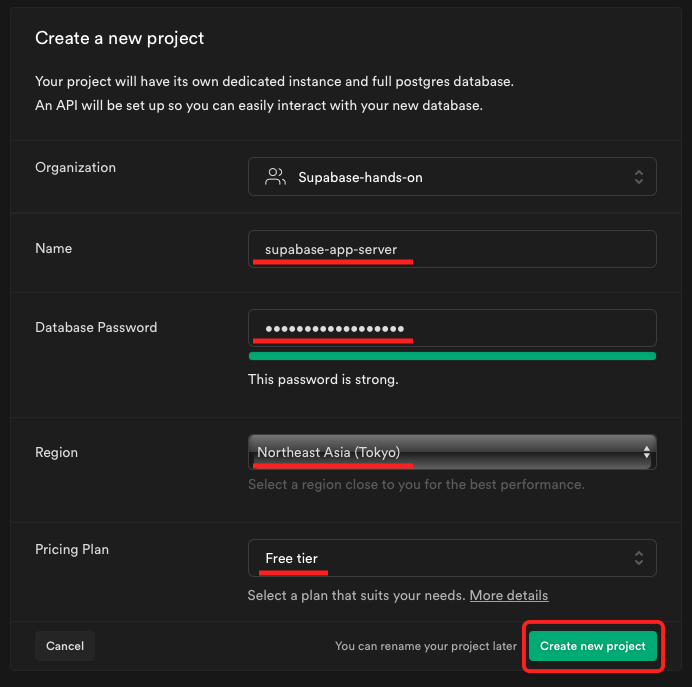 Create a new project
Your project will have its own dedicated instance and full postgres database.
An API will be set up so you can easily interact with your new database.
Organization
Supabase-hands-on
Name
supabase-app-server
Database Password
••••••••••••••••••
This password is strong.
Region
Northeast Asia (Tokyo)
Select a region close to you for the best performance.
Pricing Plan
Free tier
Select a plan that suits your needs. More details
Cancel
You can rename your project later
Create new project